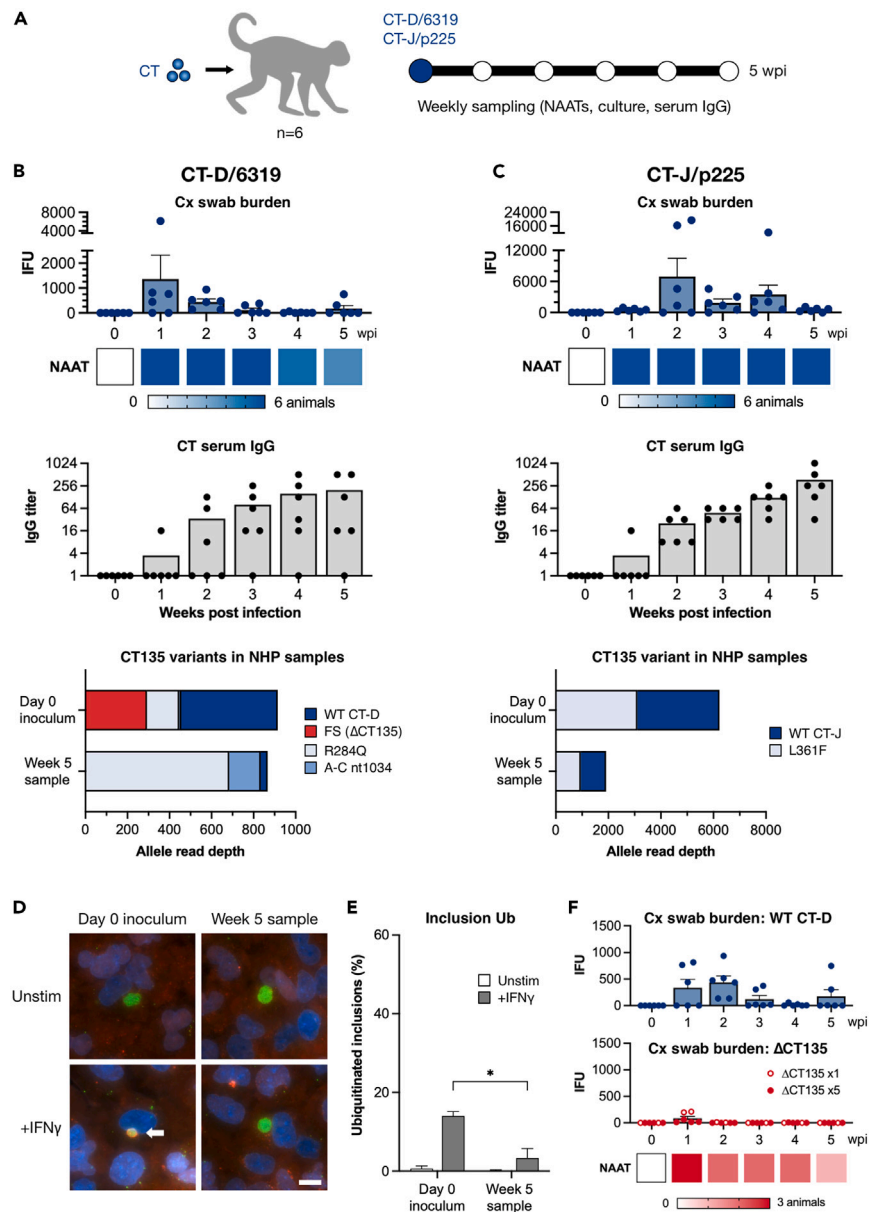 A
CT
n=6
CT-D/6319
CT-J/p225
5 wpi
Weekly sampling (NAATs, culture, serum IgG)
B
CT-D/6319
Cx swab burden
IFU
8000
4000
2000
1000
0
0 1 2 3 4 5 wpi
NAAT
0 6 animals
CT serum IgG
IgG titer
1024
256
64
16
4
1
0 1 2 3 4 5
Weeks post infection
CT135 variants in NHP samples
Day 0
inoculum
Week 5
sample
WT CT-D
FS (ΔCT135)
R284Q
A-C nt1034
0 200 400 600 800 1000
Allele read depth
C
CT-J/p225
Cx swab burden
IFU
24000
18000
12000
6000
0
0 1 2 3 4 5 wpi
NAAT
0 6 animals
CT serum IgG
IgG titer
1024
256
64
16
4
1
0 1 2 3 4 5
Weeks post infection
CT135 variant in NHP samples
Day 0
inoculum
Week 5
sample
WT CT-J
L361F
0 2000 4000 6000 8000
Allele read depth
D
Day 0 inoculum Week 5 sample
Unstim
+IFNγ
E
Inclusion Ub
Ubiquitinated inclusions (%)
60
40
20
0
Unstim
+IFNγ
*
Day 0
inoculum
Week 5
sample
F
Cx swab burden: WT CT-D
IFU
1500
1000
500
0
0 1 2 3 4 5 wpi
Cx swab burden: ΔCT135
IFU
1500
1000
500
0
ΔCT135 x1
ΔCT135 x5
0 1 2 3 4 5 wpi
NAAT
0 3 animals